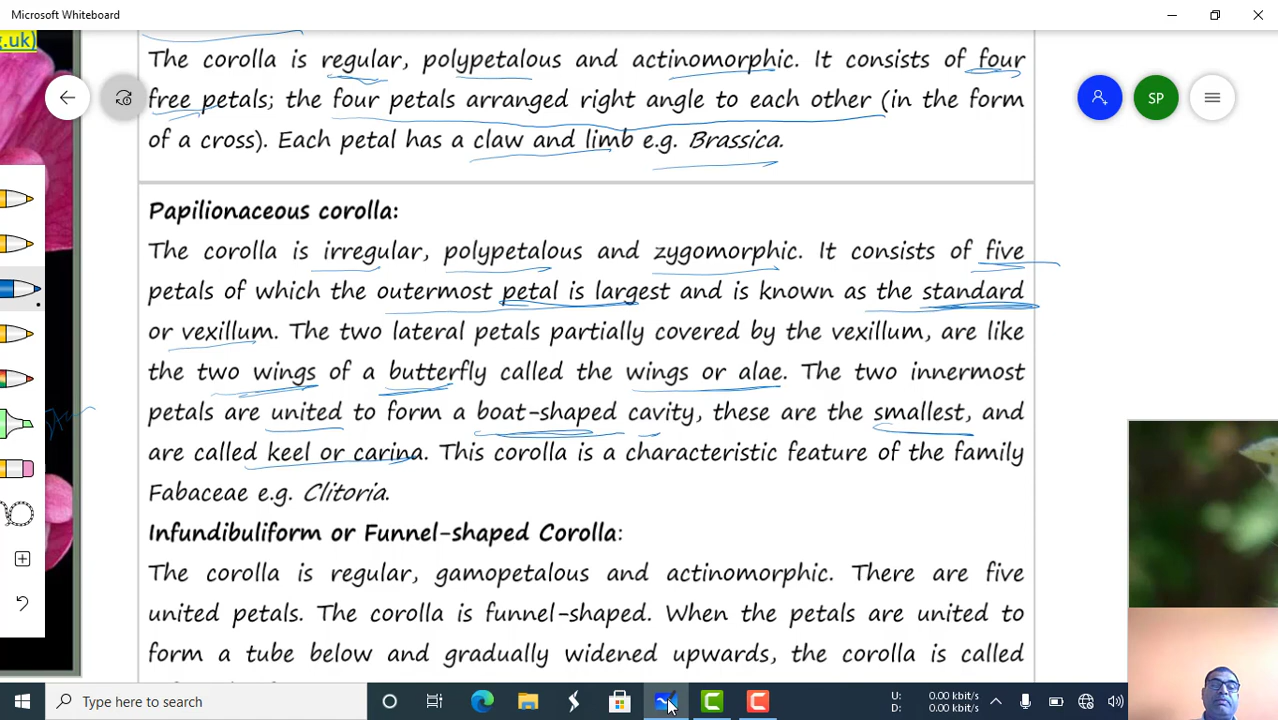 Microsoft Whiteboard
g.uk)
The corolla is regular, polypetalous and actinomorphic. It consists of four
free petals; the four petals arranged right angle to each other (in the form
of a cross). Each petal has a claw and limb e.g. Brassica.
SP
Papilionaceous corolla:
The corolla is irregular, polypetalous and zygomorphic. It consists of five
petals of which the outermost petal is largest and is known as the standard
or vexillum. The two lateral petals partially covered by the vexillum, are like
the two wings of a butterfly called the wings or alae. The two innermost
petals are united to form a boat-shaped cavity, these are the smallest, and
are called keel or carina. This corolla is a characteristic feature of the family
Fabaceae e.g. Clitoria.
Infundibuliform or Funnel-shaped Corolla:
The corolla is regular, gamopetalous and actinomorphic. There are five
united petals. The corolla is funnel-shaped. When the petals are united to
form a tube below and gradually widened upwards, the corolla is called
Type here to search
U: 0.00 kbit/s
D: 0.00 kbit/s